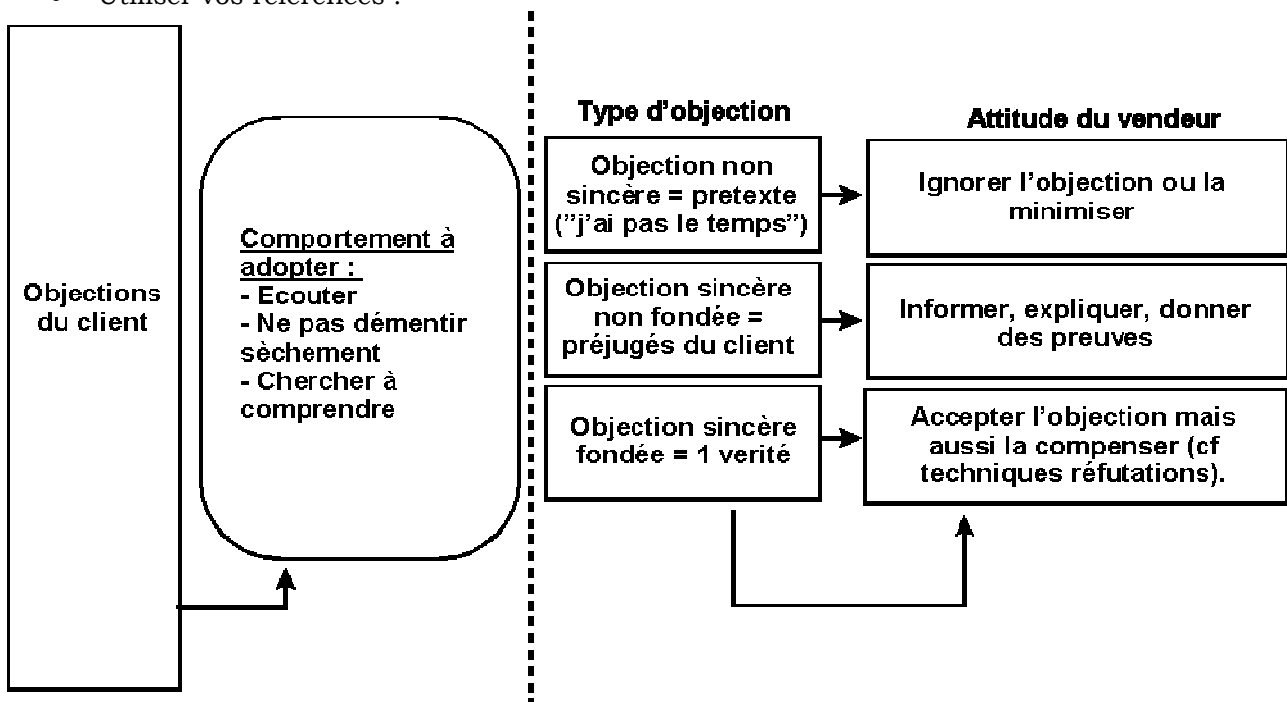 Utiliser vos références :
Objections
du client
Comportement à
adopter :
- Ecouter
- Ne pas démentir
sèchement
- Chercher à
comprendre
Type d'objection
Objection non
sincère = pretexte
("j'ai pas le temps")
Objection sincère
non fondée =
préjugés du client
Objection sincère
fondée = 1 verité
Attitude du vendeur
Ignorer l'objection ou la
minimiser
Informer, expliquer, donner
des preuves
Accepter l'objection mais
aussi la compenser (cf
techniques réfutations).